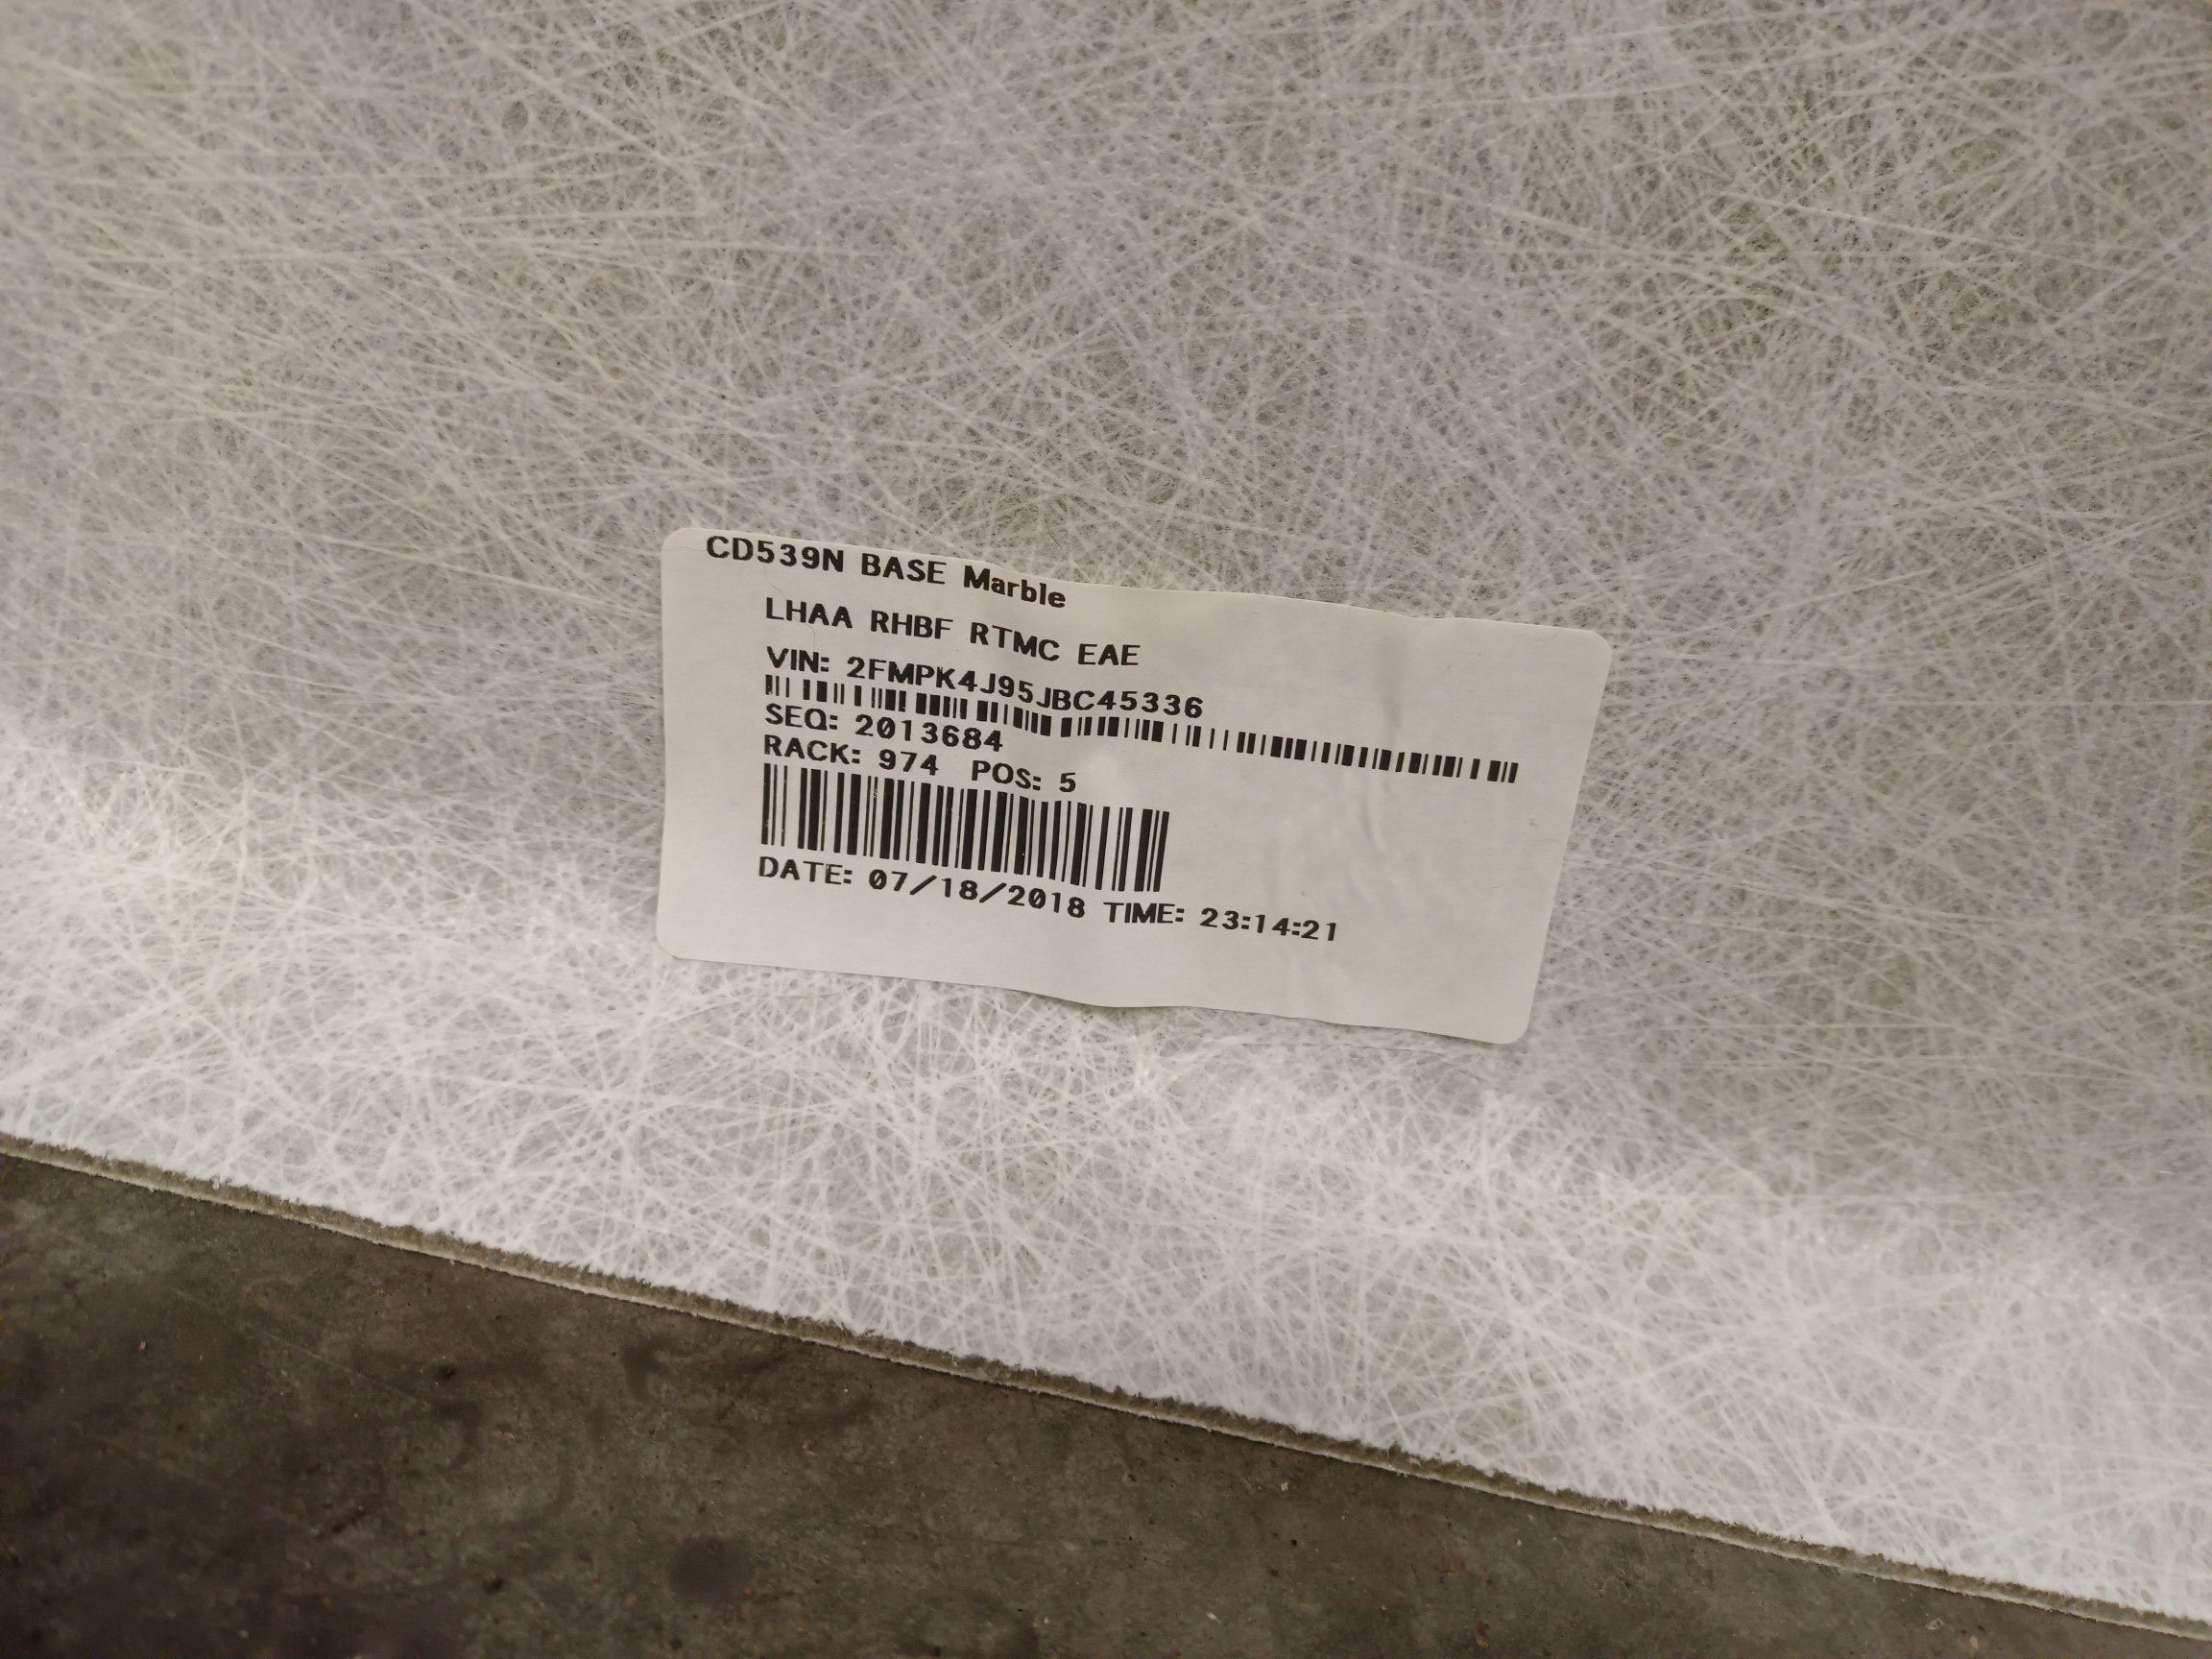 CD539N BASE Marble
LHAA RHBF RTMC EAE
VIN: 2FMPK4J95JBC45336
SEQ: 2013684
RACK: 974 POS: 5
DATE: 07/18/2018 TIME: 23:14:21